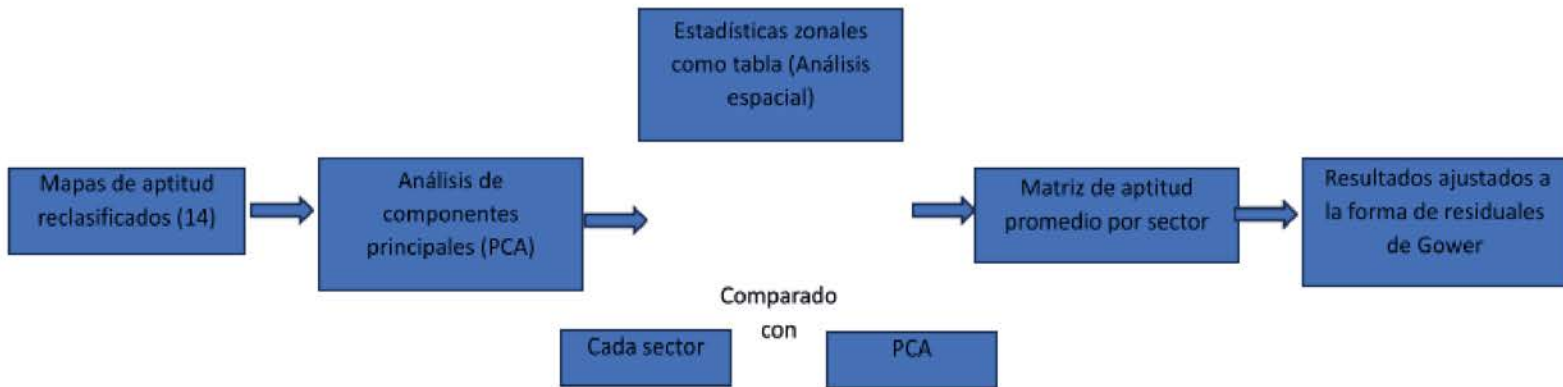 Estadísticas zonales
como tabla (Análisis
espacial)
Mapas de aptitud
reclasificados (14)
Análisis de
componentes
principales (PCA)
Matriz de aptitud
promedio por sector
Resultados ajustados a
la forma de residuales
de Gower
Comparado
con
Cada sector
PCA